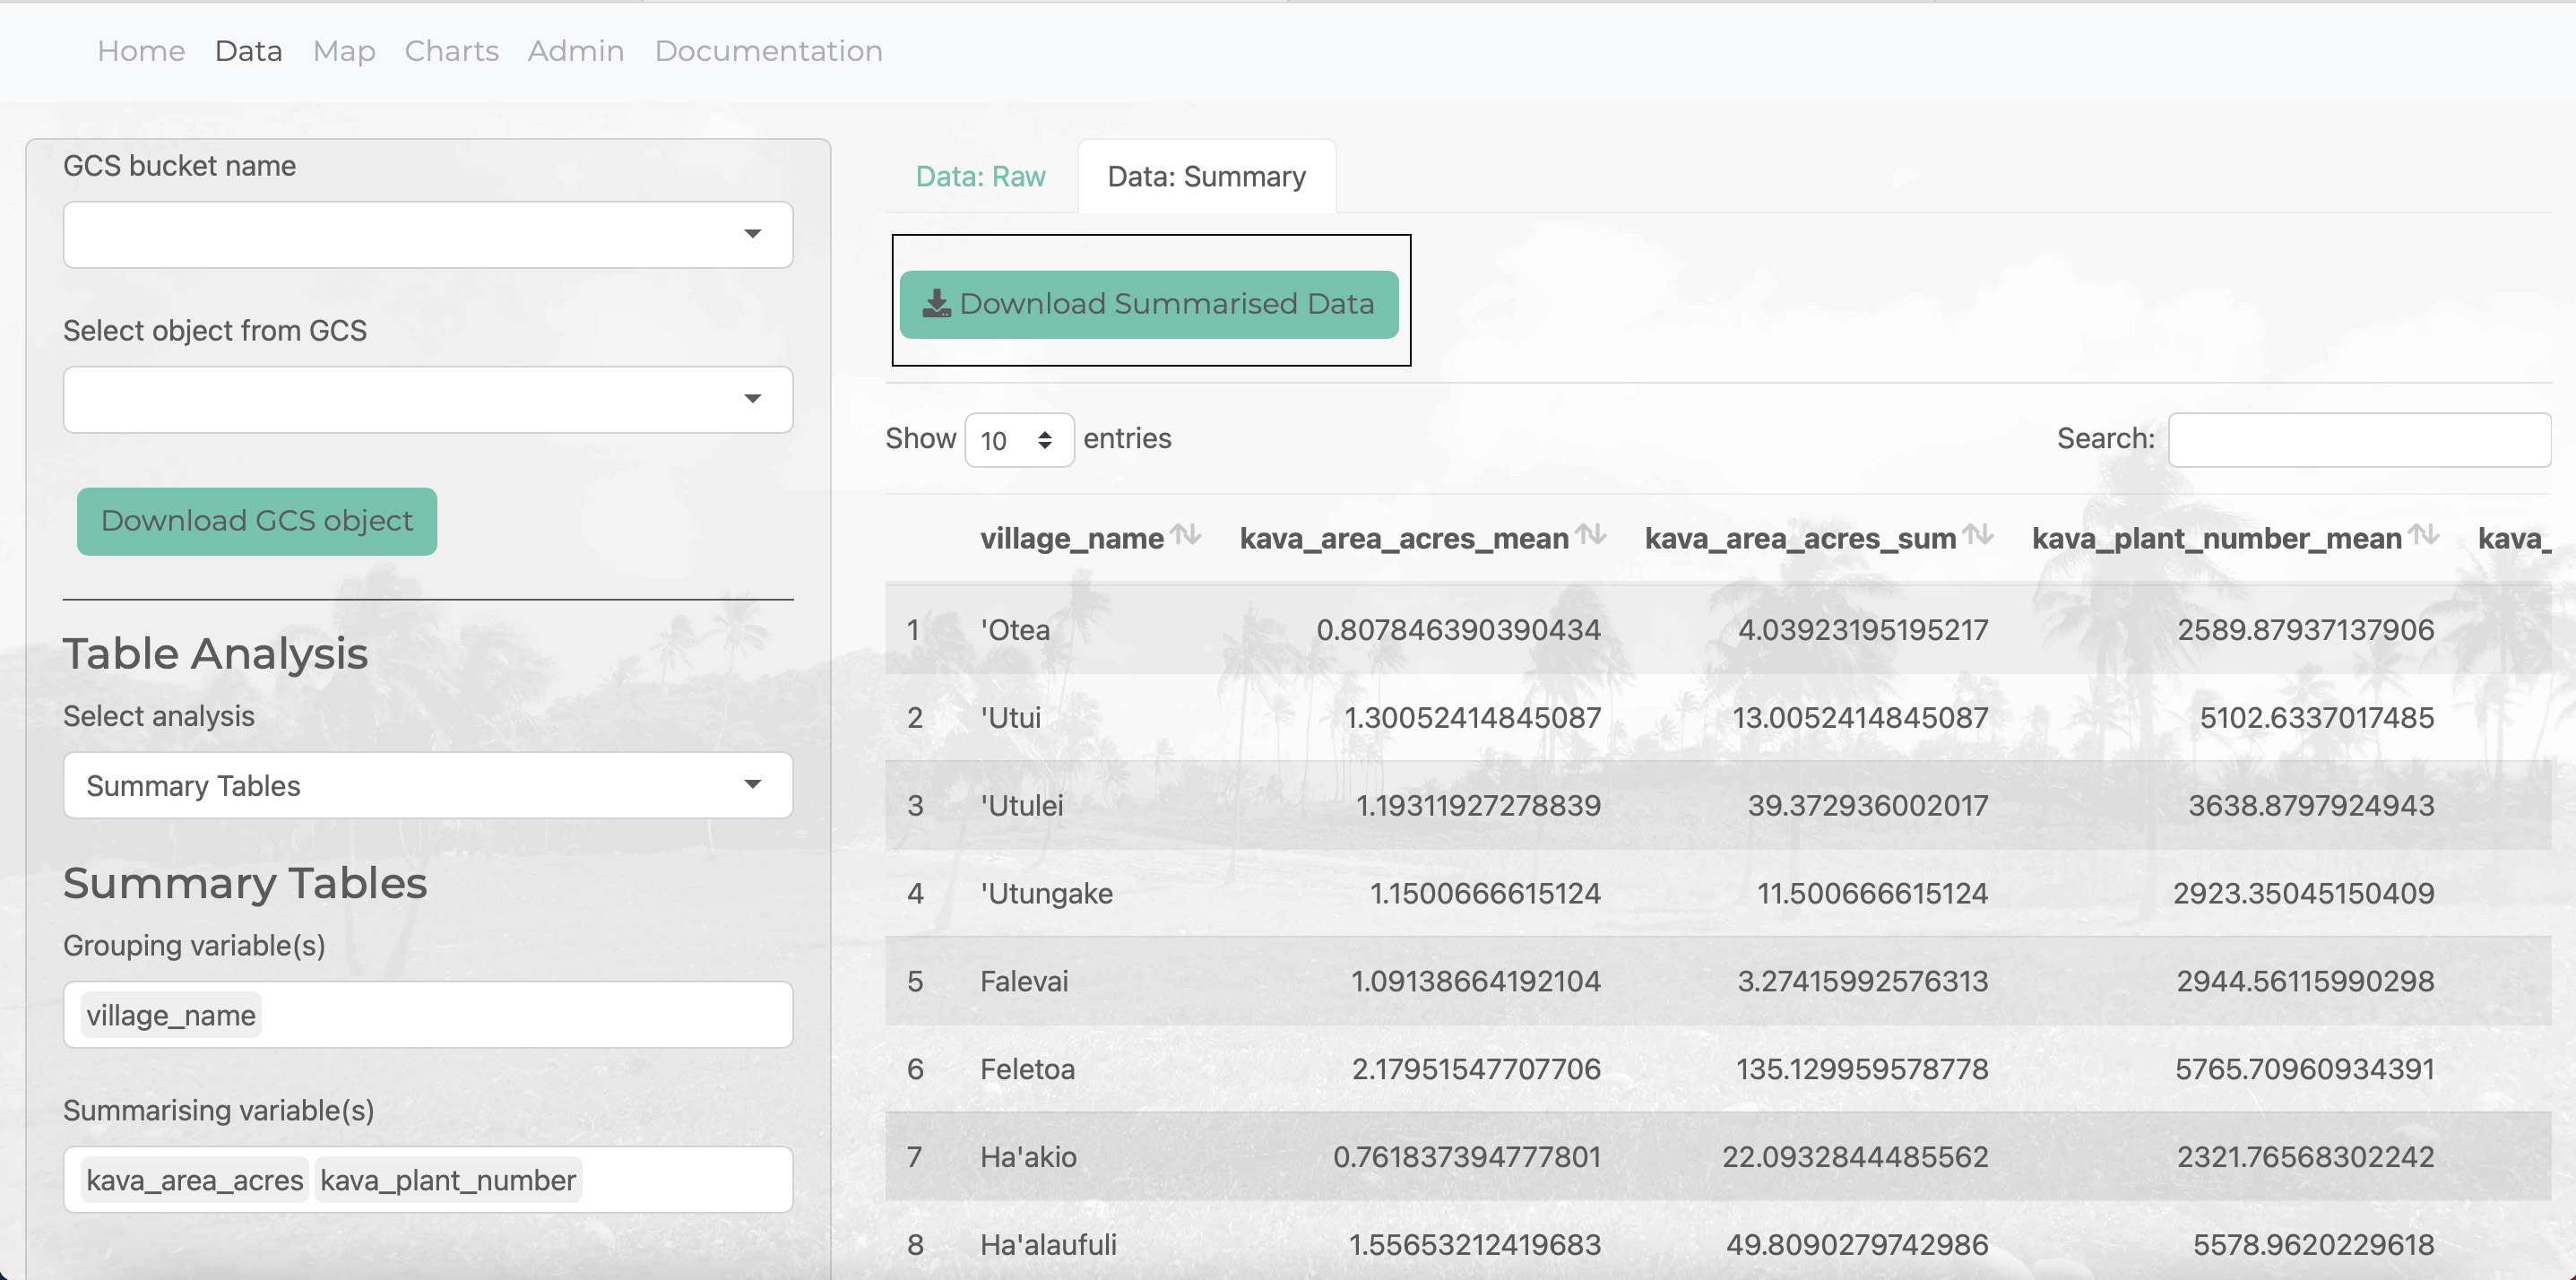 Home Data Map Charts Admin Documentation
GCS bucket name
Select object from GCS
Download GCS object
Table Analysis
Select analysis
Summary Tables
Summary Tables
Grouping variable(s)
village_name
Summarising variable(s)
kava_area_acres kava_plant_number
Data: Raw Data: Summary
Download Summarised Data
Show 10 entries Search:
village_name kava_area_acres_mean kava_area_acres_sum kava_plant_number_mean kava_
1 'Otea 0.807846390390434 4.03923195195217 2589.87937137906
2 'Utui 1.30052414845087 13.0052414845087 5102.6337017485
3 'Utulei 1.19311927278839 39.372936002017 3638.8797924943
4 'Utungake 1.1500666615124 11.500666615124 2923.35045150409
5 Falevai 1.09138664192104 3.27415992576313 2944.56115990298
6 Feletoa 2.17951547707706 135.129959578778 5765.70960934391
7 Ha'akio 0.761837394777801 22.0932844485562 2321.76568302242
8 Ha'alaufuli 1.55653212419683 49.8090279742986 5578.9620229618